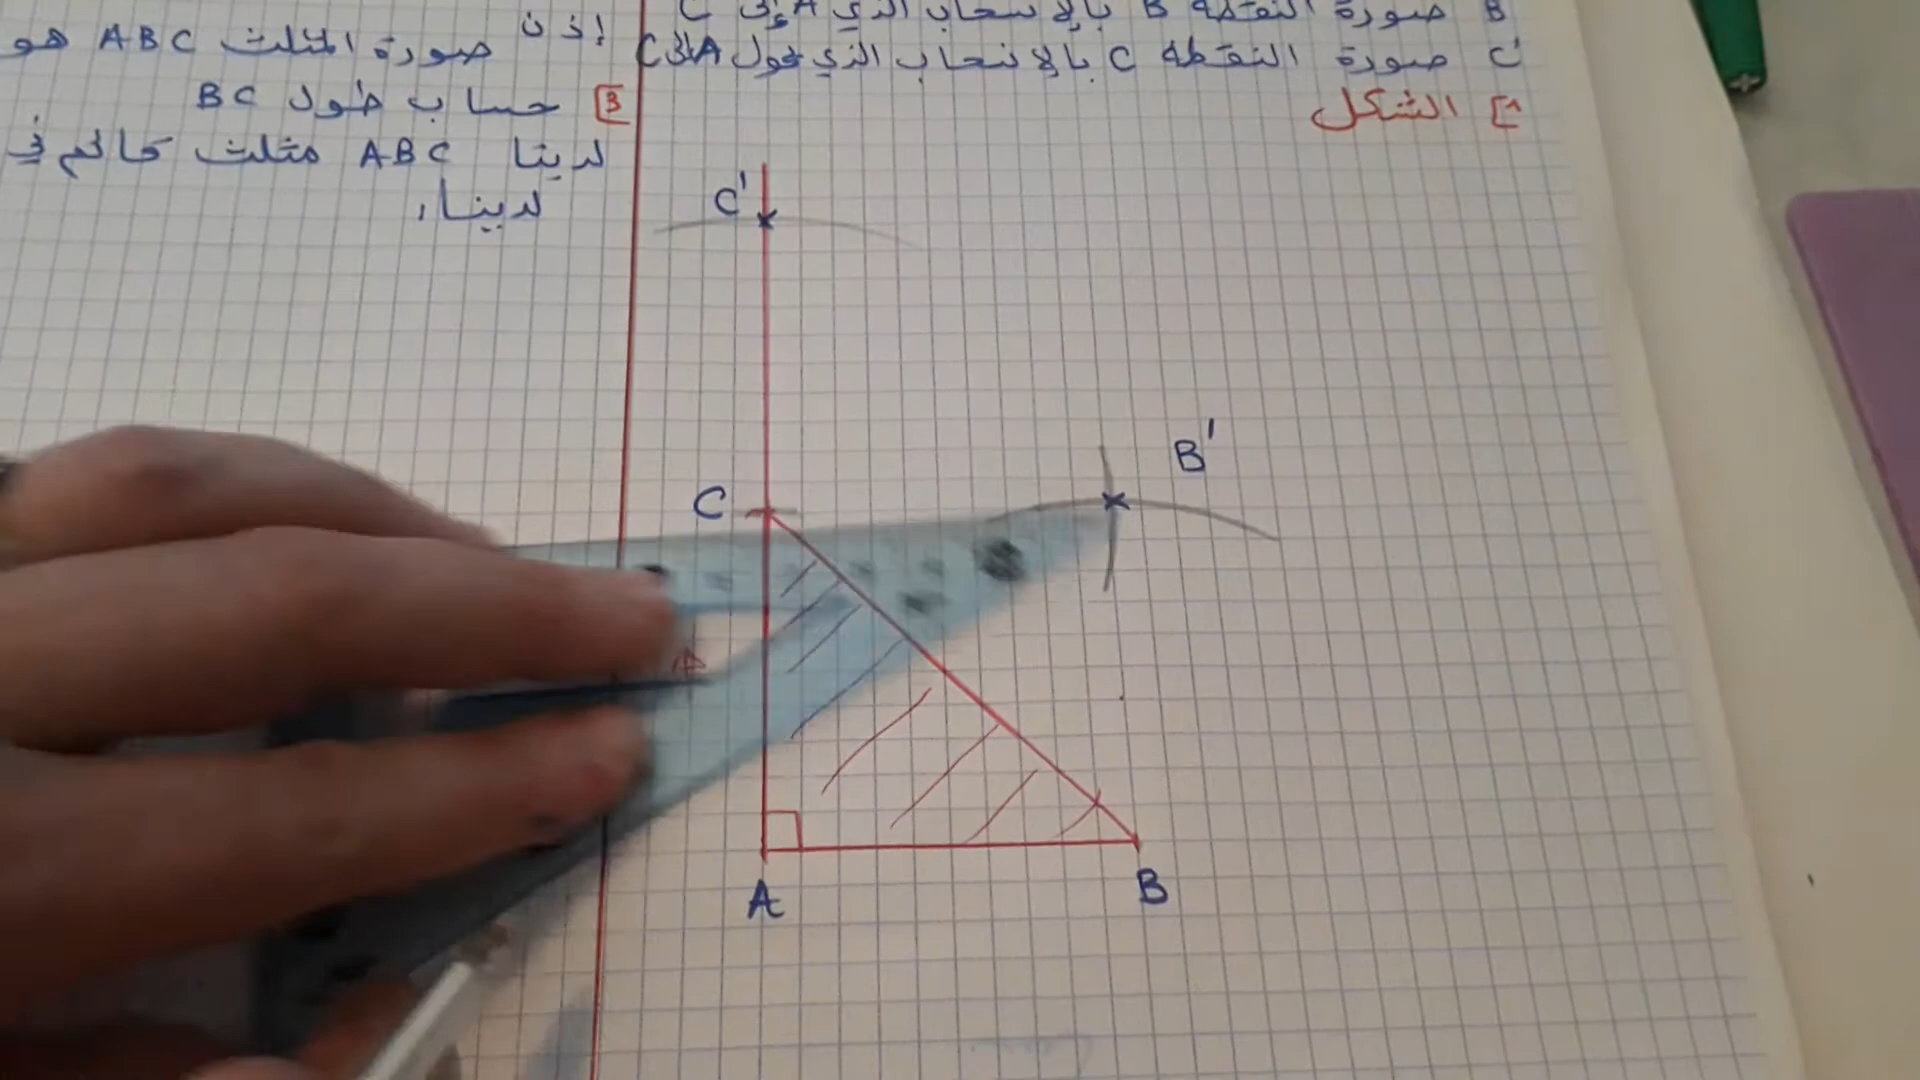 B صورة النقطة B بالإنسحاب الذي A إلى C
C' صورة النقطة C بالإنسحاب الذي يحول A إلى C
1] الشكل
إذن صورة المثلث ABC هو
3] حساب طول BC
لدينا ABC مثلث قائم في
لدينا،
C'
B'
C
A
B